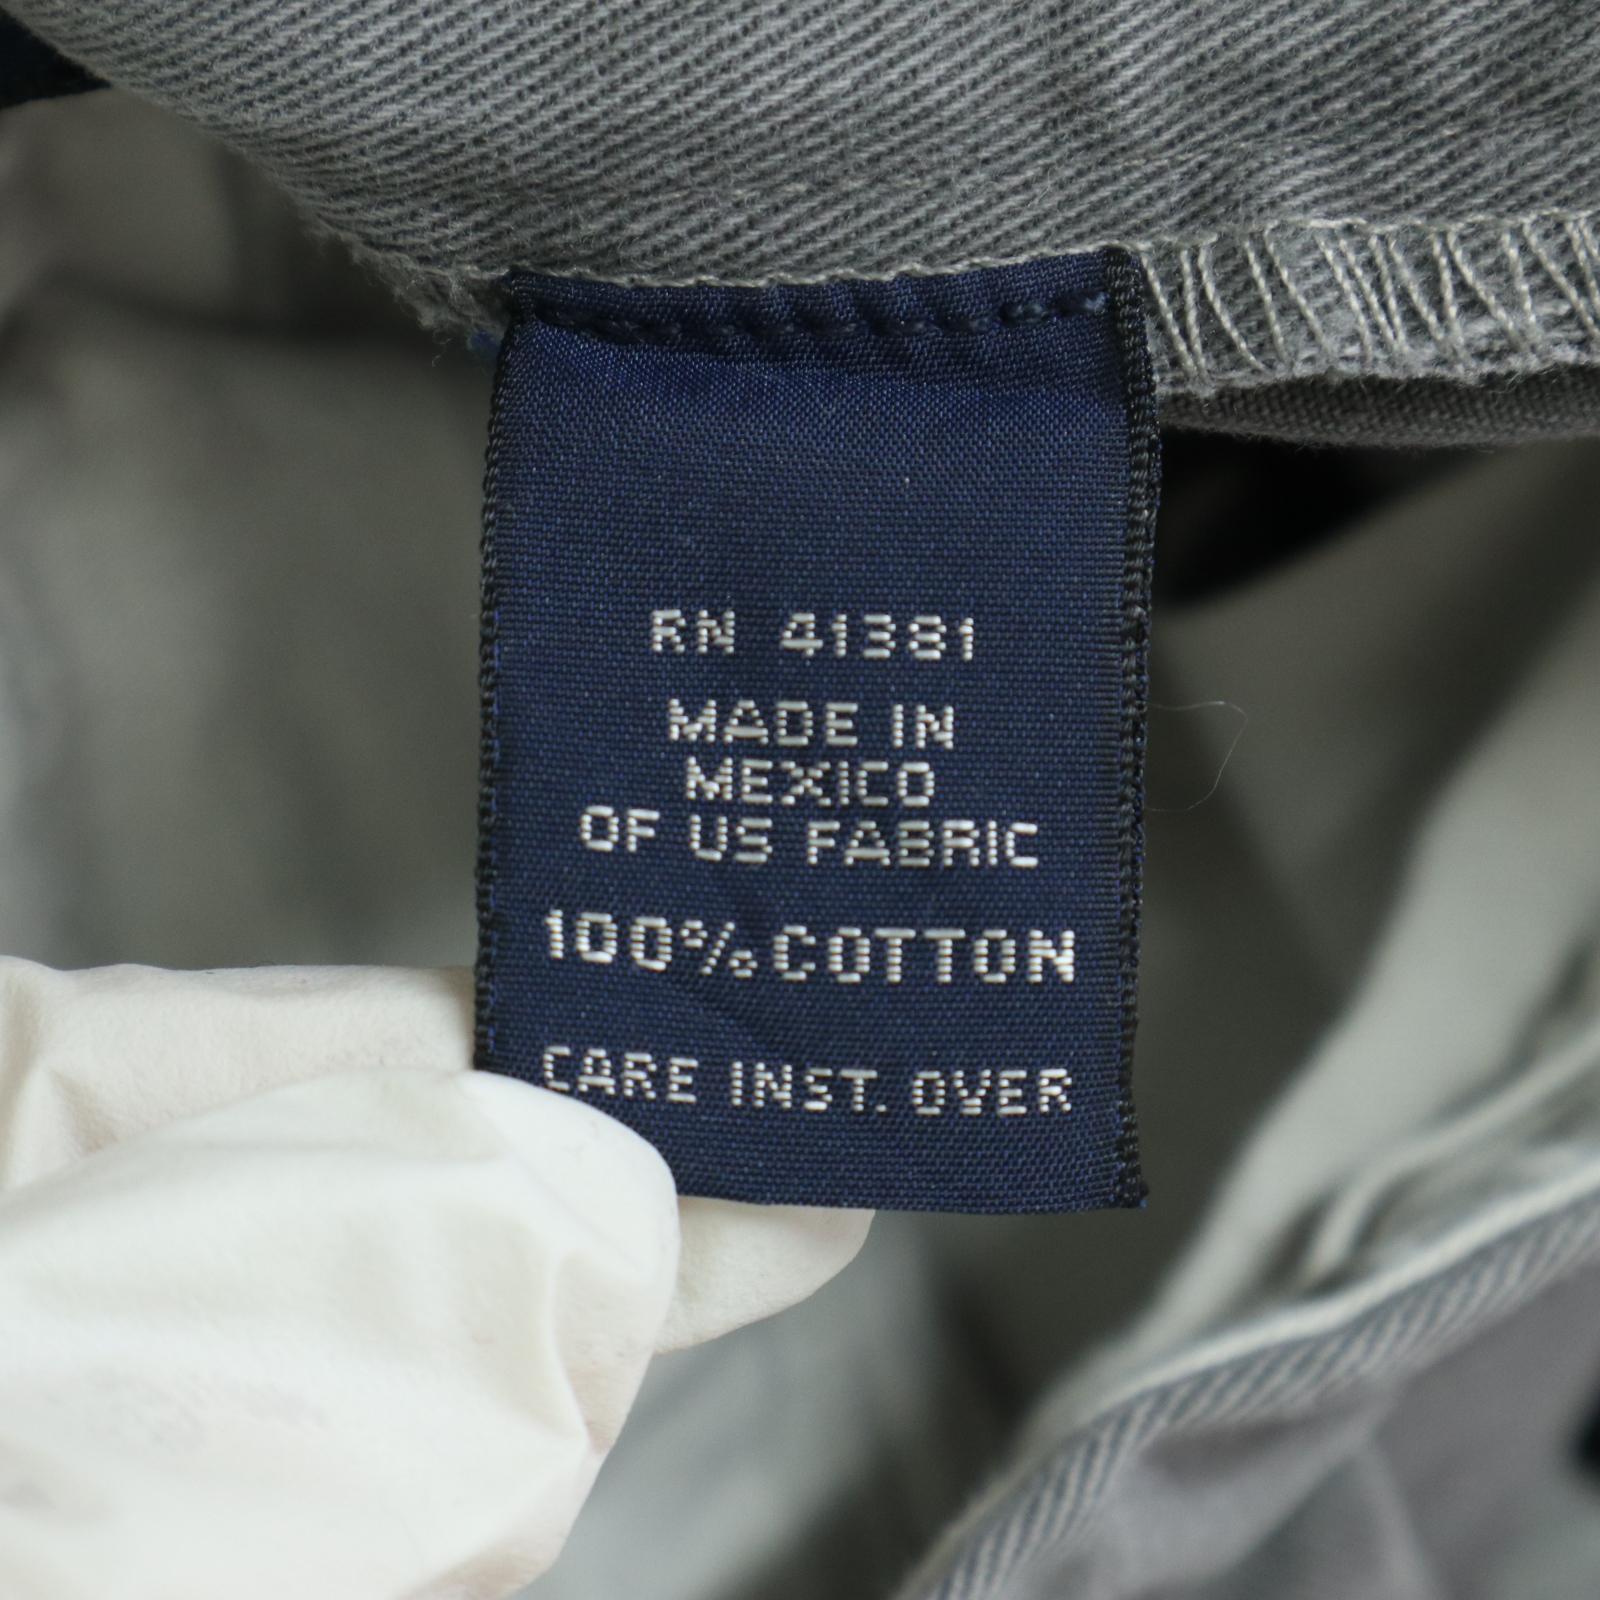 RN 41381
MADE IN
MEXICO
OF US FABRIC
100% COTTON
CARE INST. OVER